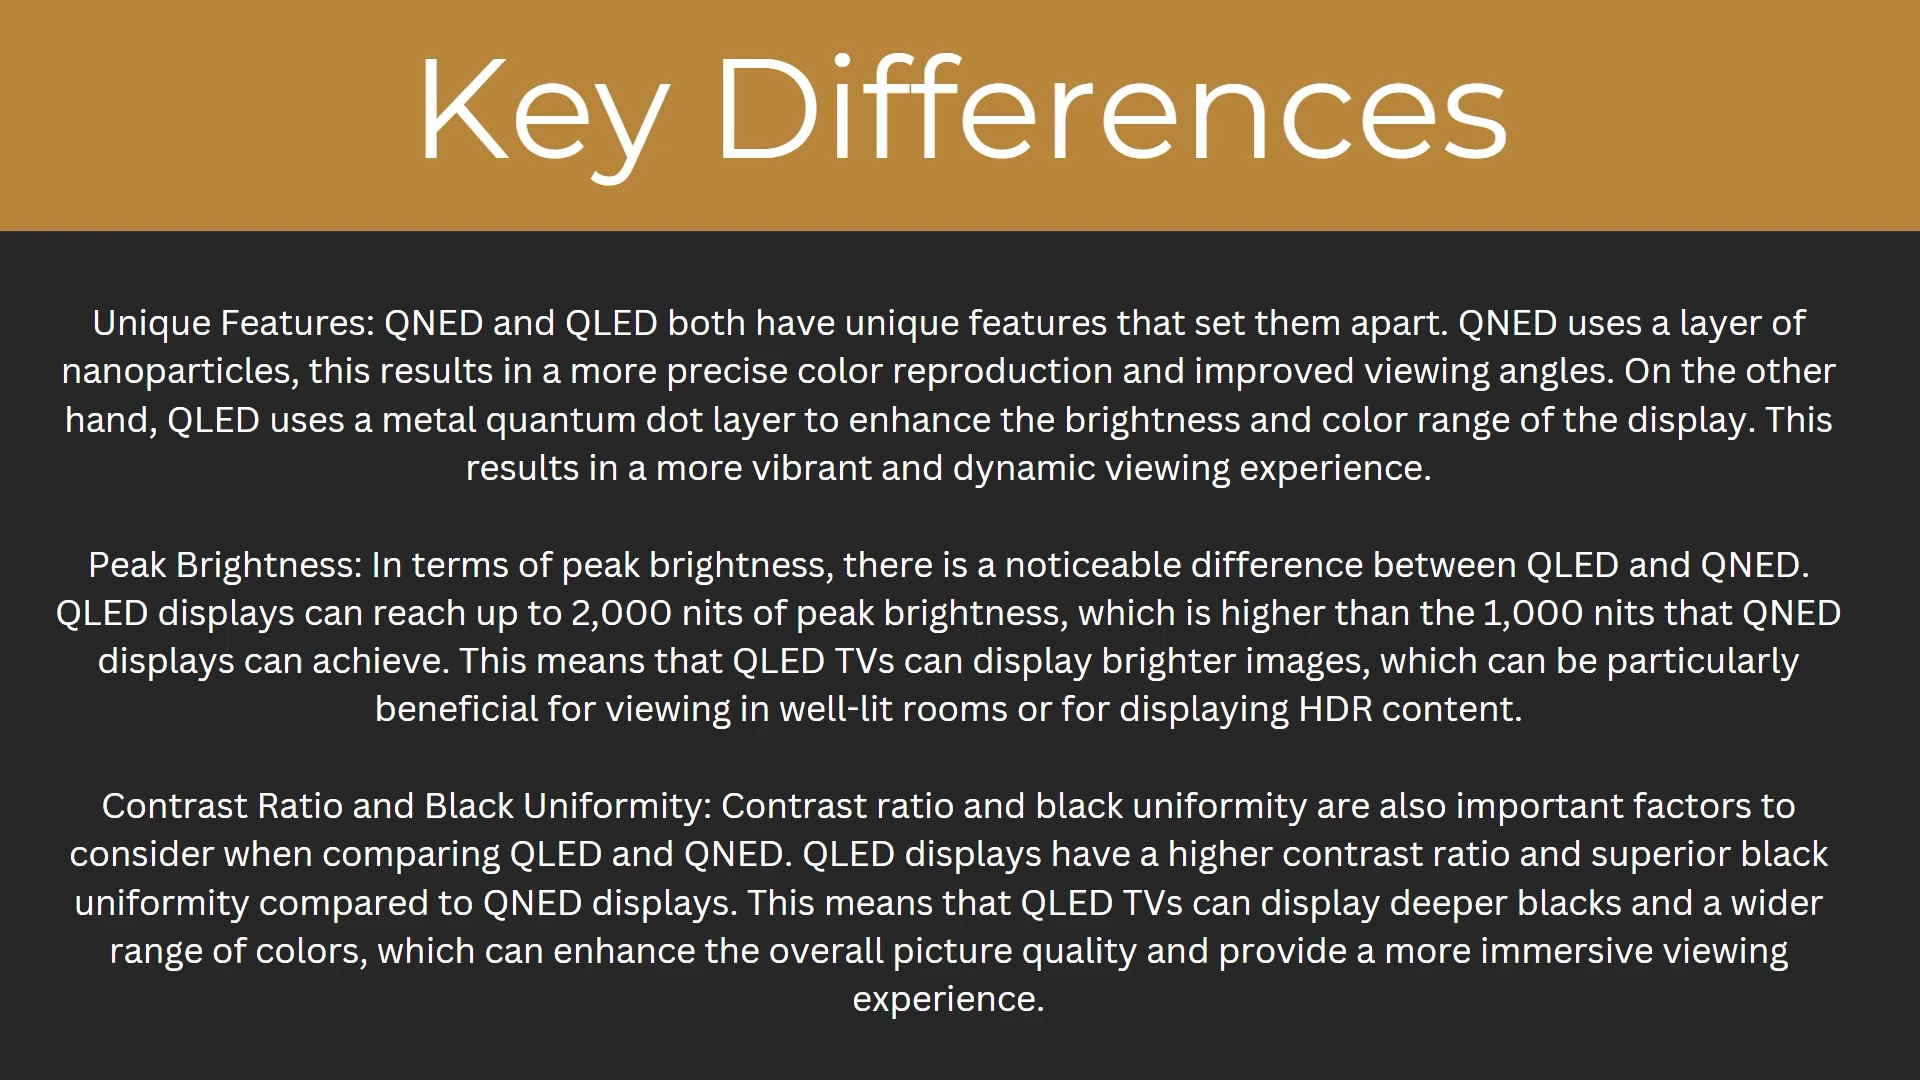 Key Differences
Unique Features: QNED and QLED both have unique features that set them apart. QNED uses a layer of
nanoparticles, this results in a more precise color reproduction and improved viewing angles. On the other
hand, QLED uses a metal quantum dot layer to enhance the brightness and color range of the display. This
results in a more vibrant and dynamic viewing experience.
Peak Brightness: In terms of peak brightness, there is a noticeable difference between QLED and QNED.
QLED displays can reach up to 2,000 nits of peak brightness, which is higher than the 1,000 nits that QNED
displays can achieve. This means that QLED TVs can display brighter images, which can be particularly
beneficial for viewing in well-lit rooms or for displaying HDR content.
Contrast Ratio and Black Uniformity: Contrast ratio and black uniformity are also important factors to
consider when comparing QLED and QNED. QLED displays have a higher contrast ratio and superior black
uniformity compared to QNED displays. This means that QLED TVs can display deeper blacks and a wider
range of colors, which can enhance the overall picture quality and provide a more immersive viewing
experience.